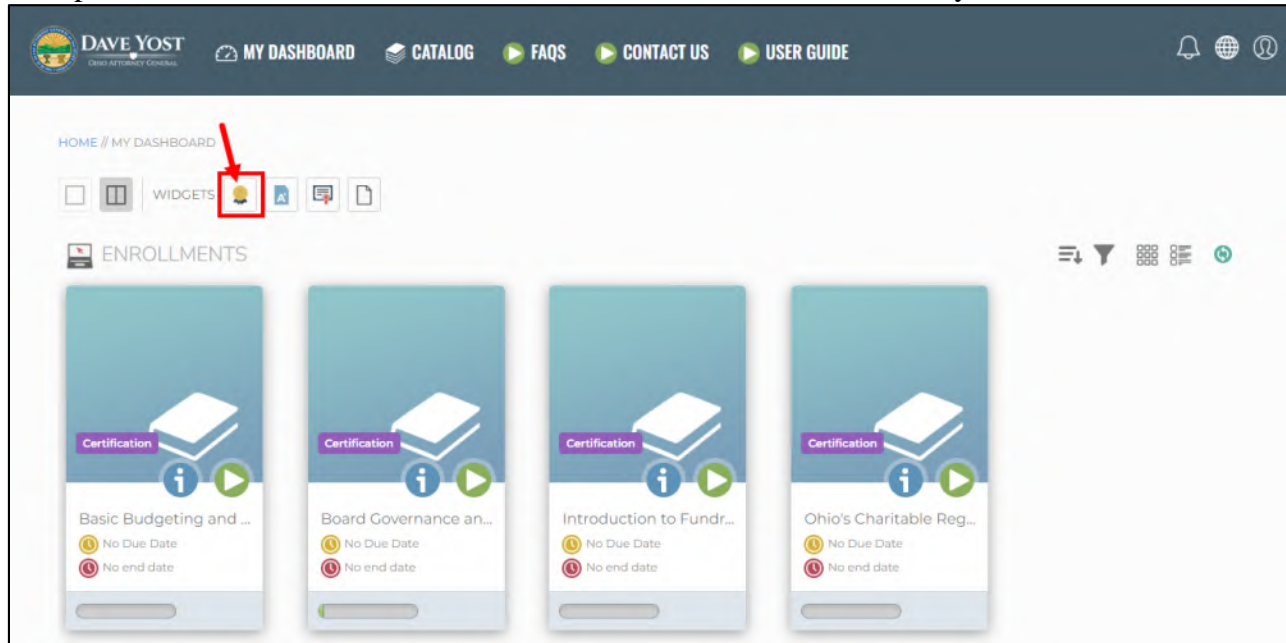 DAVE YOST
OHIO ATTORNEY GENERAL
MY DASHBOARD
CATALOG
FAQS
CONTACT US
USER GUIDE
HOME // MY DASHBOARD
WIDGETS
ENROLLMENTS
Certification
Certification
Certification
Certification
Basic Budgeting and ...
Board Governance an...
Introduction to Fundr...
Ohio's Charitable Reg...
No Due Date
No Due Date
No Due Date
No Due Date
No end date
No end date
No end date
No end date